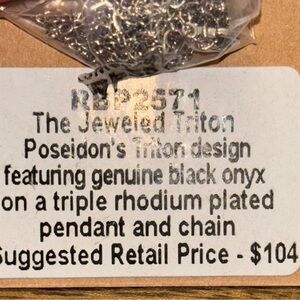 RBP2571
The Jeweled Triton
Poseidon's Triton design
featuring genuine black onyx
on a triple rhodium plated
pendant and chain
Suggested Retail Price - $104